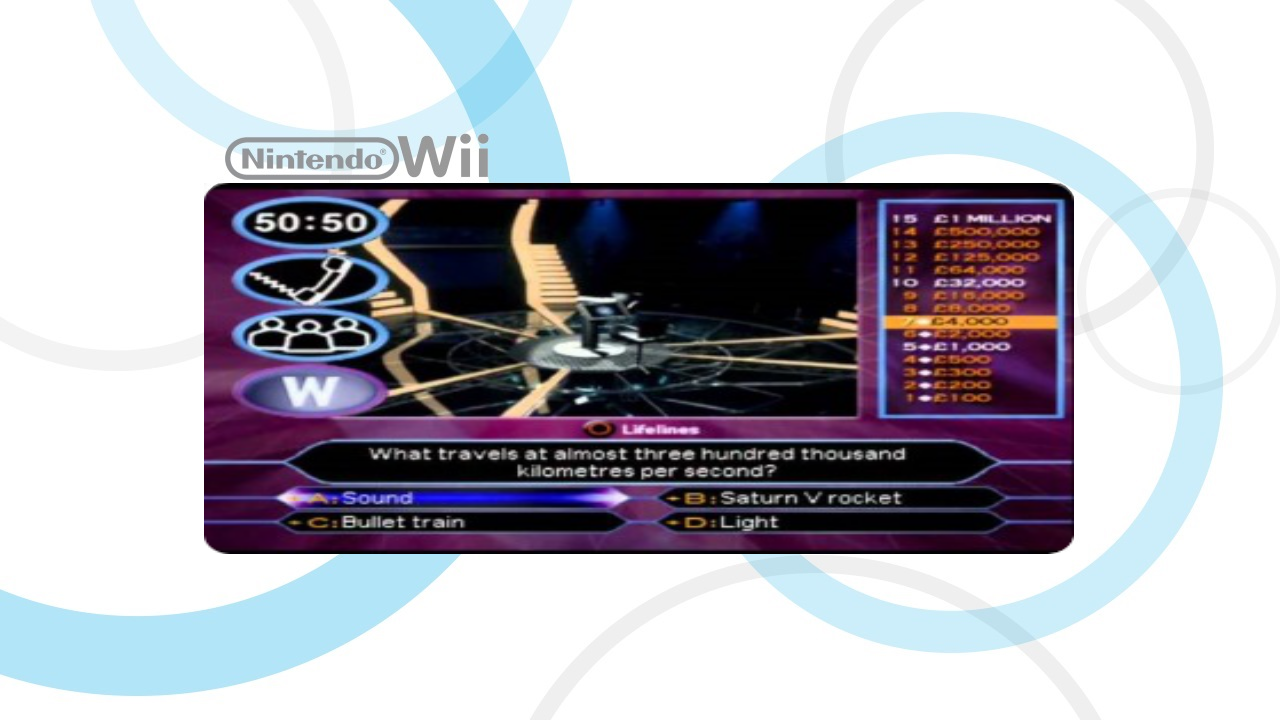 Nintendo® Wii
50:50
W
15 £1 MILLION
14 £500,000
13 £250,000
12 £125,000
11 £64,000
10 £32,000
9 £16,000
8 £8,000
7◆£4,000
6◆£2,000
5◆£1,000
4◆£500
3◆£300
2◆£200
1◆£100
Lifelines
What travels at almost three hundred thousand
kilometres per second?
A: Sound
B: Saturn V rocket
C: Bullet train
D: Light